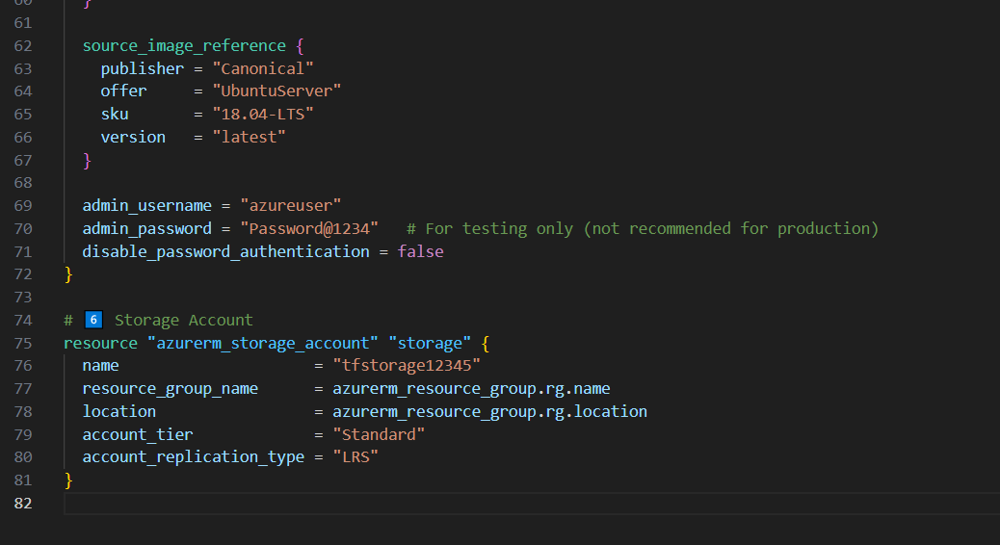 60 }
61
62 source_image_reference {
63 publisher = "Canonical"
64 offer     = "UbuntuServer"
65 sku       = "18.04-LTS"
66 version   = "latest"
67 }
68
69 admin_username = "azureuser"
70 admin_password = "Password@1234"   # For testing only (not recommended for production)
71 disable_password_authentication = false
72 }
73
74 # 6️⃣ Storage Account
75 resource "azurerm_storage_account" "storage" {
76 name                     = "tfstorage12345"
77 resource_group_name      = azurerm_resource_group.rg.name
78 location                 = azurerm_resource_group.rg.location
79 account_tier             = "Standard"
80 account_replication_type = "LRS"
81 }
82